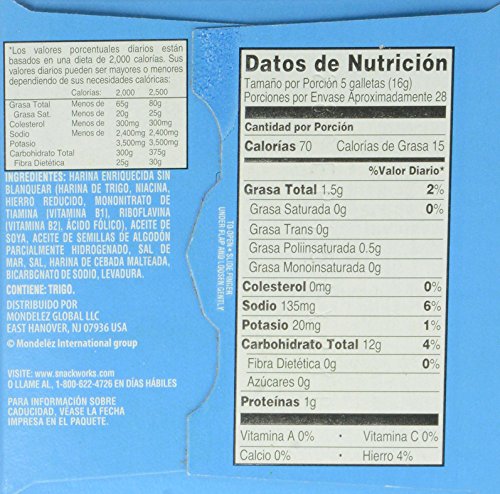 *Los valores porcentuales diarios están
basados en una dieta de 2,000 calorías. Sus
valores diarios pueden ser mayores o menores
dependiendo de sus necesidades calóricas:
Calorías: 2,000 2,500
Grasa Total Menos de 65g 80g
Grasa Sat. Menos de 20g 25g
Colesterol Menos de 300mg 300mg
Sodio Menos de 2,400mg 2,400mg
Potasio 3,500mg 3,500mg
Carbohidrato Total 300g 375g
Fibra Dietética 25g 30g
INGREDIENTES: HARINA ENRIQUECIDA SIN
BLANQUEAR (HARINA DE TRIGO, NIACINA,
HIERRO REDUCIDO, MONONITRATO DE
TIAMINA (VITAMINA B1), RIBOFLAVINA
(VITAMINA B2), ÁCIDO FÓLICO), ACEITE DE
SOYA, ACEITE DE SEMILLAS DE ALGODÓN
PARCIALMENTE HIDROGENADO, SAL DE
MAR, SAL, HARINA DE CEBADA MALTEADA,
BICARBONATO DE SODIO, LEVADURA.
CONTIENE: TRIGO.
DISTRIBUIDO POR
MONDELEZ GLOBAL LLC
EAST HANOVER, NJ 07936 USA
© Mondelēz International group
VISITE: www.snackworks.com
O LLAME AL, 1-800-622-4726 EN DÍAS HÁBILES
PARA INFORMACIÓN SOBRE
CADUCIDAD, VÉASE LA FECHA
IMPRESA EN EL PAQUETE.
TO OPEN • SLIDE FINGER
UNDER FLAP AND LOOSEN GENTLY
Datos de Nutrición
Tamaño por Porción 5 galletas (16g)
Porciones por Envase Aproximadamente 28
Cantidad por Porción
Calorías 70 Calorías de Grasa 15
%Valor Diario*
Grasa Total 1.5g 2%
Grasa Saturada 0g 0%
Grasa Trans 0g
Grasa Poliinsaturada 0.5g
Grasa Monoinsaturada 0g
Colesterol 0mg 0%
Sodio 135mg 6%
Potasio 20mg 1%
Carbohidrato Total 12g 4%
Fibra Dietética 0g 0%
Azúcares 0g
Proteínas 1g
Vitamina A 0% • Vitamina C 0%
Calcio 0% • Hierro 4%